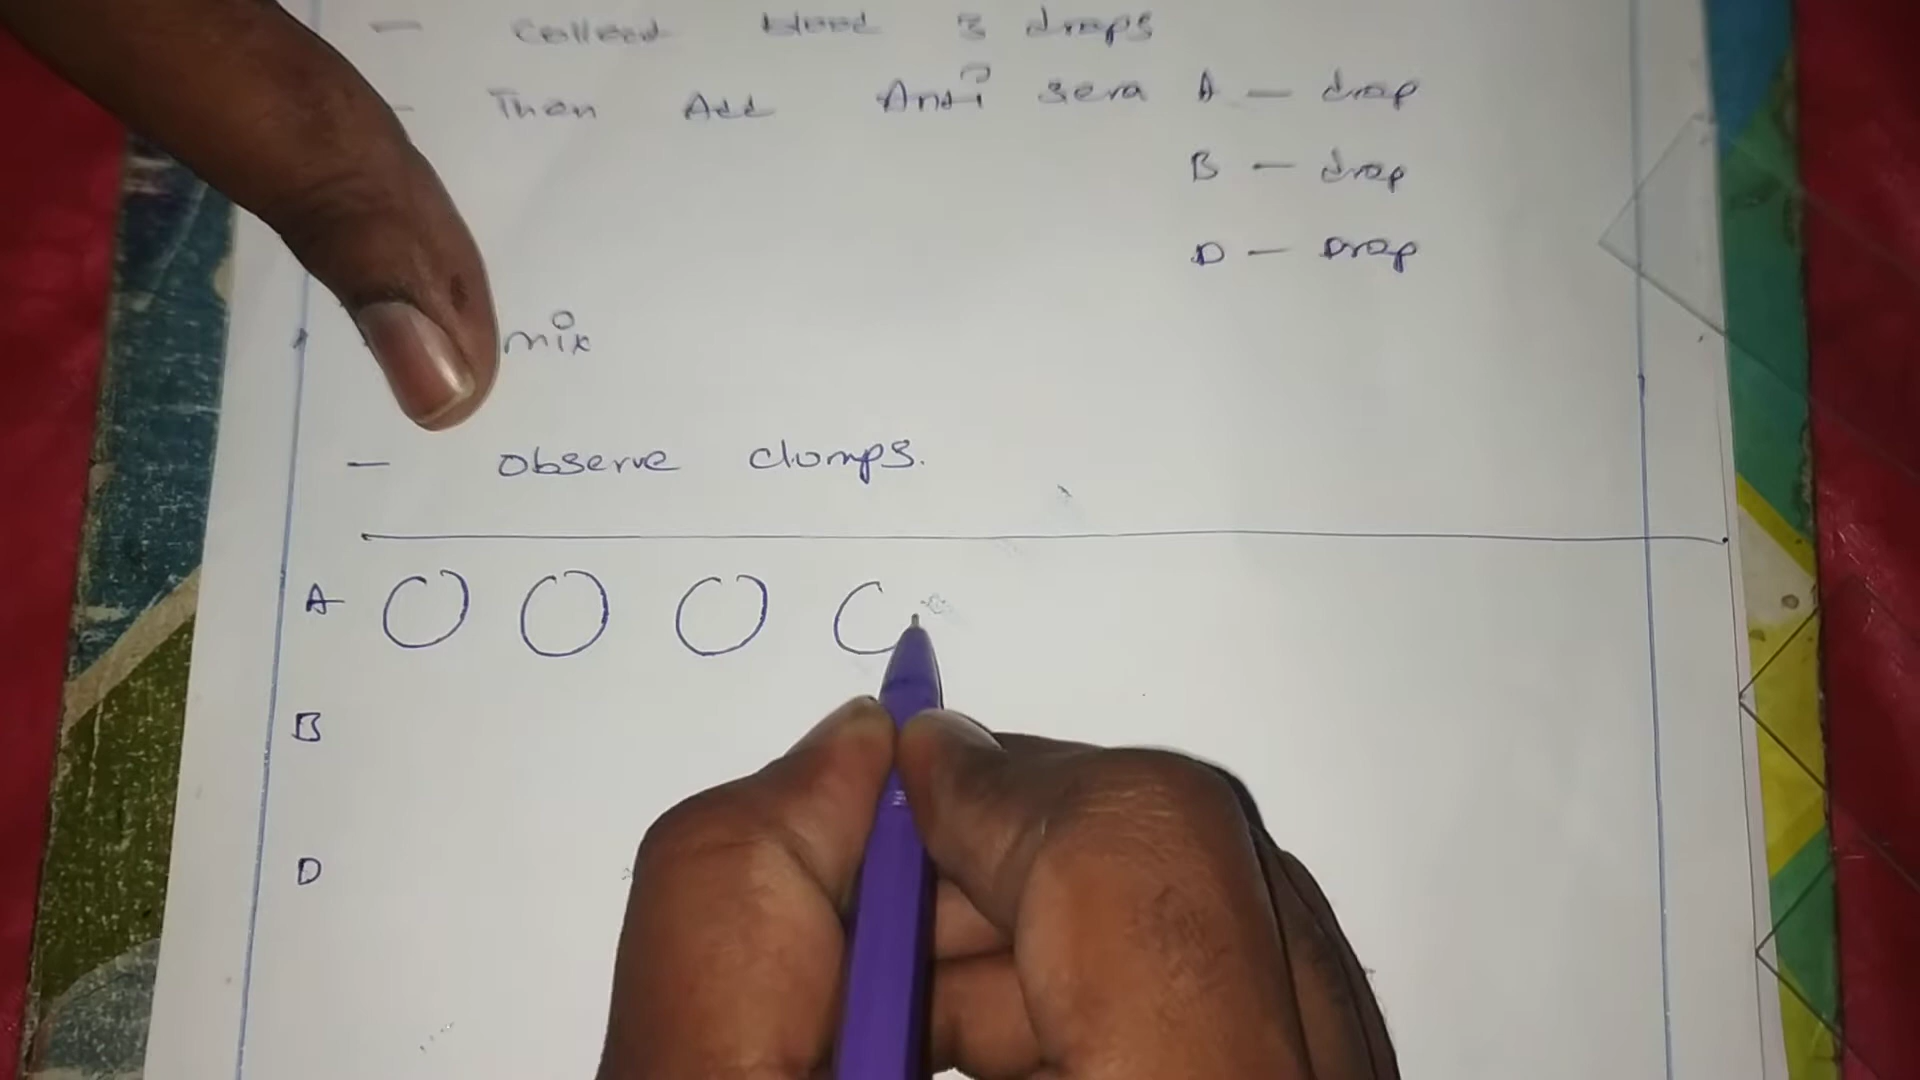 - Collect blood 3 drops
- Then Add Anti sera A - drop
B - drop
D - Drop
mix
- Observe clumps.
A
B
D